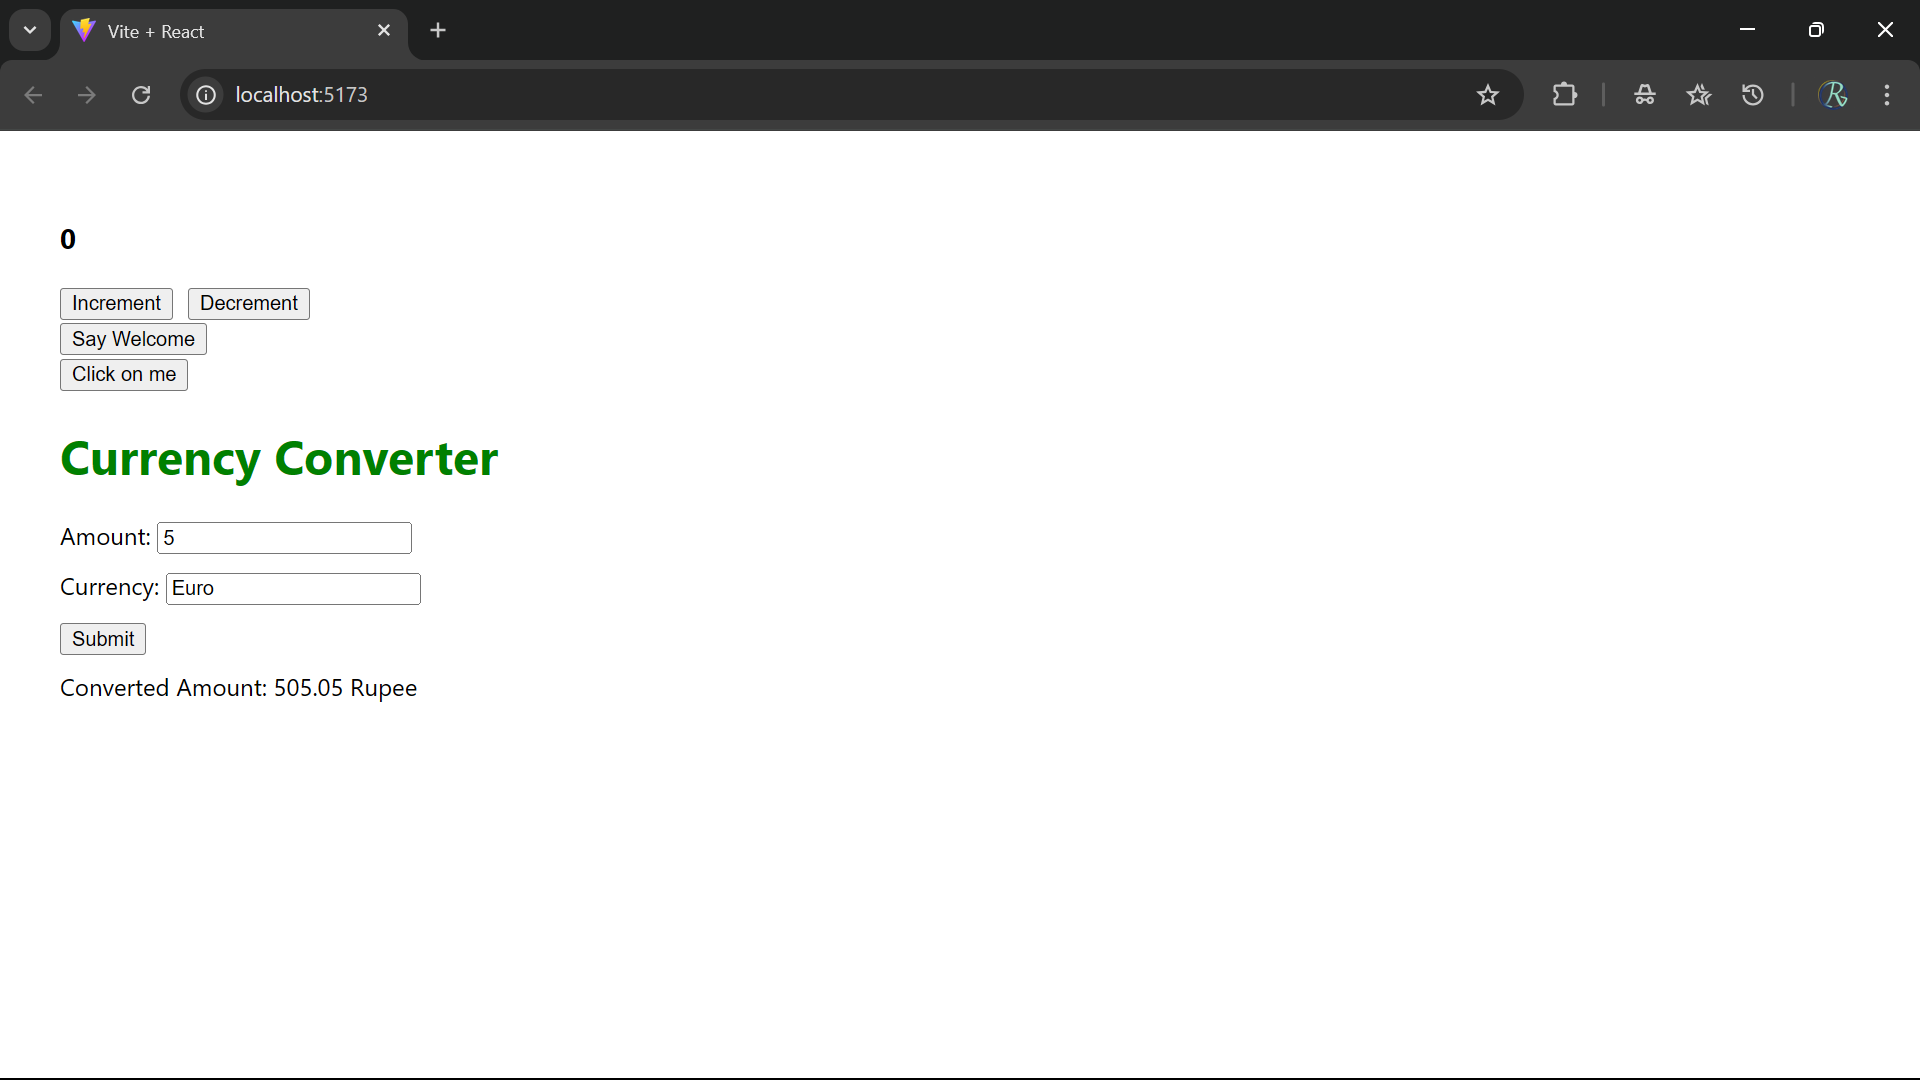 Vite + React
localhost:5173
0
Increment Decrement
Say Welcome
Click on me
Currency Converter
Amount: 5
Currency: Euro
Submit
Converted Amount: 505.05 Rupee